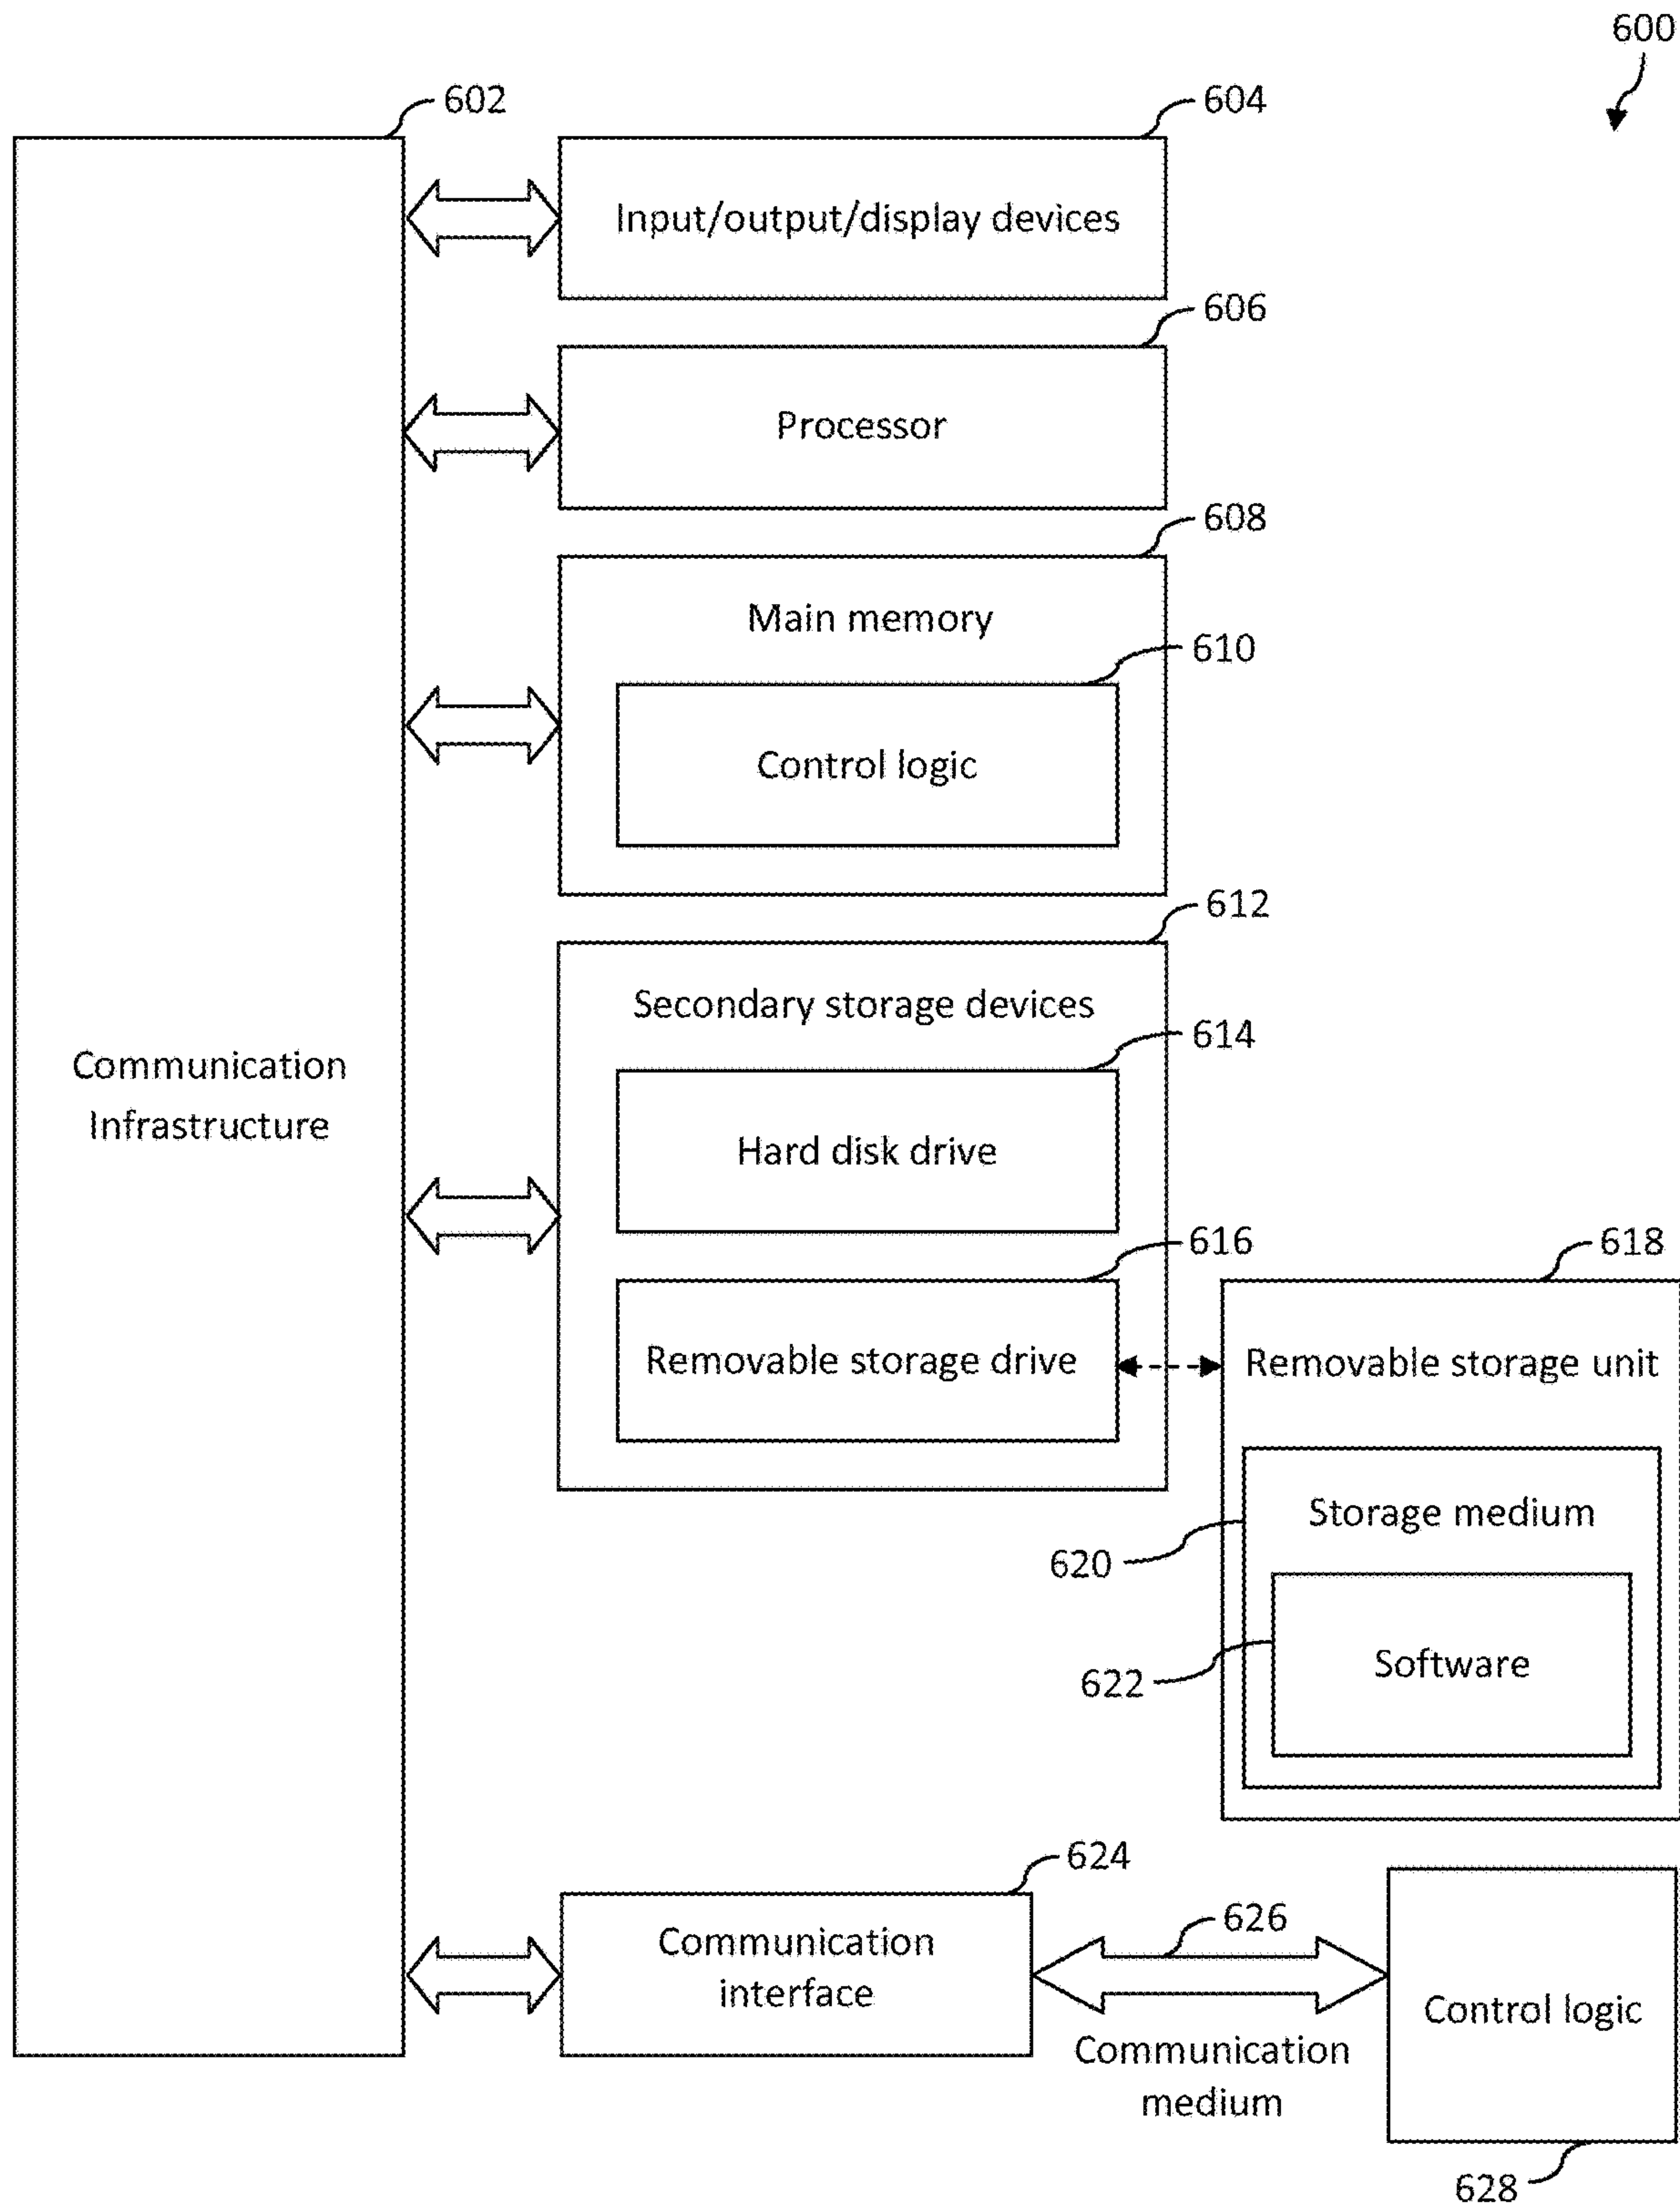 600
602
604
Input/output/display devices
606
Processor
608
Main memory
610
Control logic
612
Secondary storage devices
614
Communication
Infrastructure
Hard disk drive
616
618
Removable storage drive
Removable storage unit
Storage medium
620
Software
622
624
626
Communication
interface
Control logic
Communication
medium
628